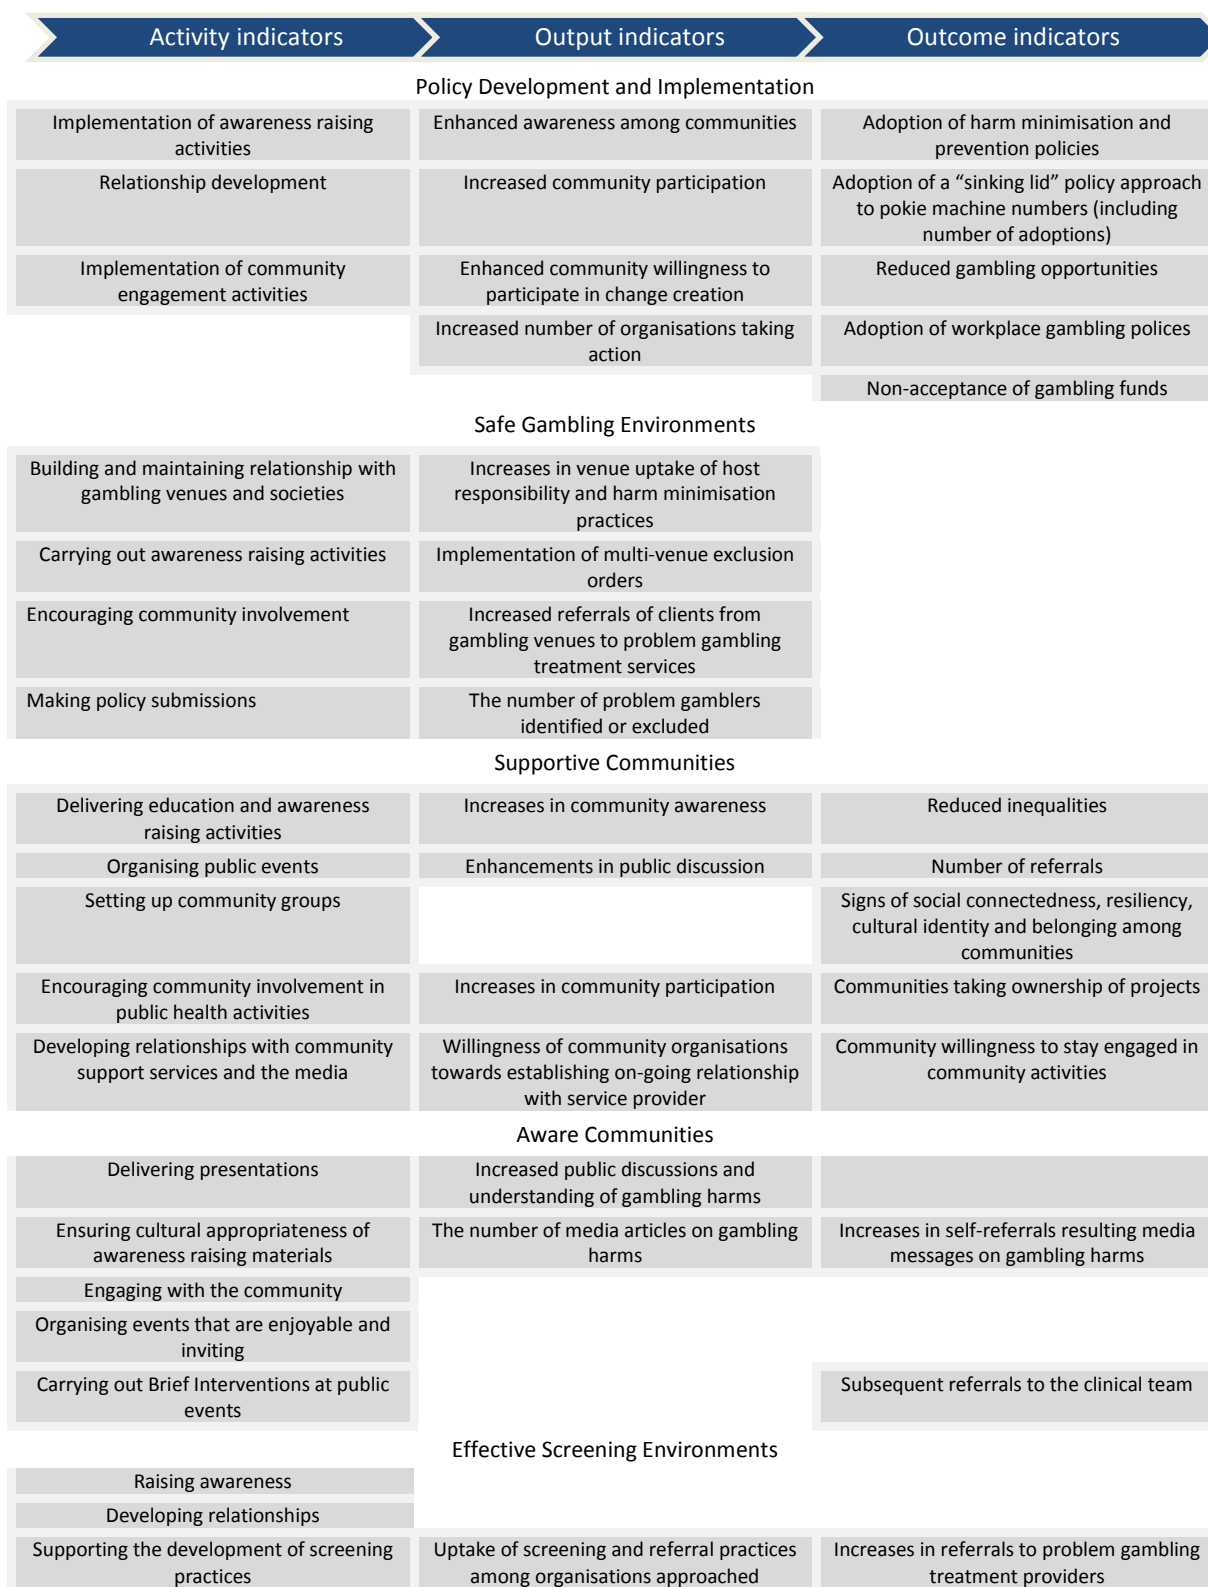 Activity indicators
Output indicators
Outcome indicators
Policy Development and Implementation
Implementation of awareness raising
activities
Enhanced awareness among communities
Adoption of harm minimisation and
prevention policies
Relationship development
Increased community participation
Adoption of a “sinking lid” policy approach
to pokie machine numbers (including
number of adoptions)
Implementation of community
engagement activities
Enhanced community willingness to
participate in change creation
Reduced gambling opportunities
Increased number of organisations taking
action
Adoption of workplace gambling polices
Non-acceptance of gambling funds
Safe Gambling Environments
Building and maintaining relationship with
gambling venues and societies
Increases in venue uptake of host
responsibility and harm minimisation
practices
Carrying out awareness raising activities
Implementation of multi-venue exclusion
orders
Encouraging community involvement
Increased referrals of clients from
gambling venues to problem gambling
treatment services
Making policy submissions
The number of problem gamblers
identified or excluded
Supportive Communities
Delivering education and awareness
raising activities
Increases in community awareness
Reduced inequalities
Organising public events
Enhancements in public discussion
Number of referrals
Setting up community groups
Signs of social connectedness, resiliency,
cultural identity and belonging among
communities
Encouraging community involvement in
public health activities
Increases in community participation
Communities taking ownership of projects
Developing relationships with community
support services and the media
Willingness of community organisations
towards establishing on-going relationship
with service provider
Community willingness to stay engaged in
community activities
Aware Communities
Delivering presentations
Increased public discussions and
understanding of gambling harms
Ensuring cultural appropriateness of
awareness raising materials
The number of media articles on gambling
harms
Increases in self-referrals resulting media
messages on gambling harms
Engaging with the community
Organising events that are enjoyable and
inviting
Carrying out Brief Interventions at public
events
Subsequent referrals to the clinical team
Effective Screening Environments
Raising awareness
Developing relationships
Supporting the development of screening
practices
Uptake of screening and referral practices
among organisations approached
Increases in referrals to problem gambling
treatment providers